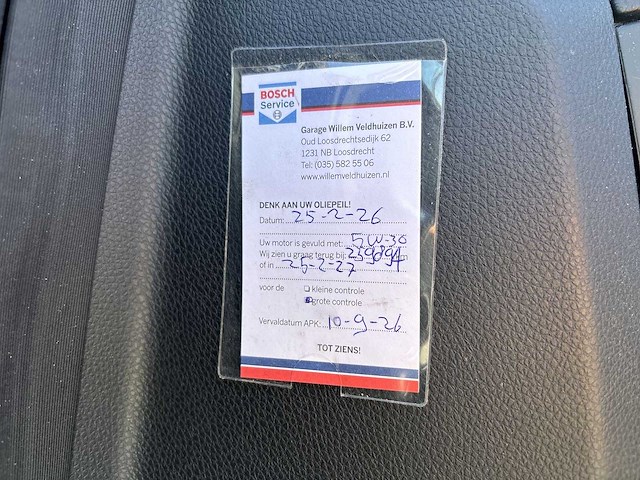 BOSCH
Service
Garage Willem Veldhuizen B.V.
Oud Loosdrechtsedijk 62
1231 NB Loosdrecht
Tel: (035) 582 55 06
www.willemveldhuizen.nl
DENK AAN UW OLIEPEIL!
Datum: 25-2-26
Uw motor is gevuld met: 5W-30
Wij zien u graag terug bij: 239894 km
of in 25-2-27
voor de kleine controle
grote controle
Vervaldatum APK: 10-9-26
TOT ZIENS!